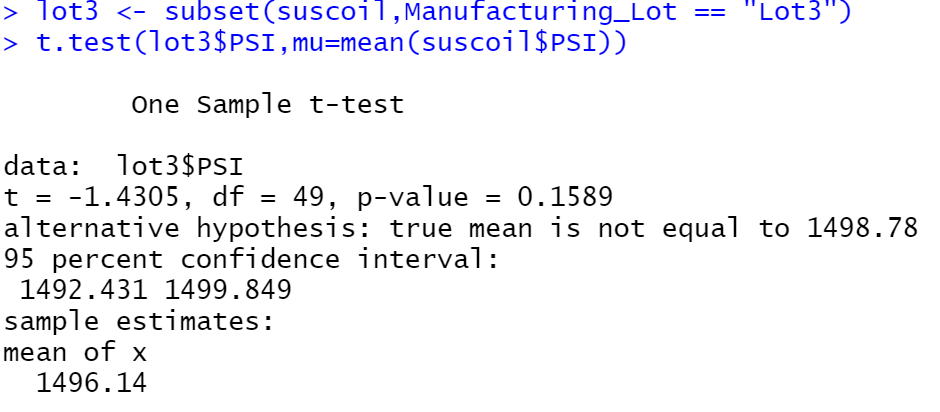 > lot3 <- subset(suscoil,Manufacturing_Lot == "Lot3")
> t.test(lot3$PSI,mu=mean(suscoil$PSI))
One Sample t-test
data:  lot3$PSI
t = -1.4305, df = 49, p-value = 0.1589
alternative hypothesis: true mean is not equal to 1498.78
95 percent confidence interval:
1492.431 1499.849
sample estimates:
mean of x
1496.14